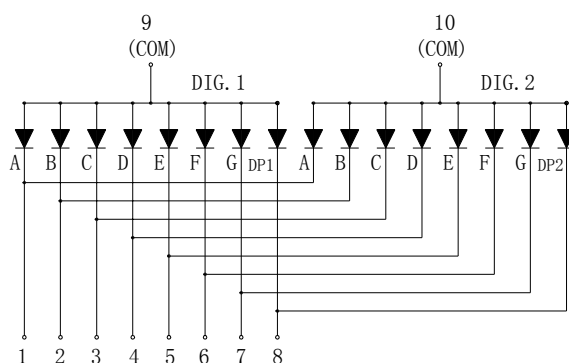 9 10
(COM) (COM)
DIG.1 DIG.2
A B C D E F G DP1 A B C D E F G DP2
1 2 3 4 5 6 7 8